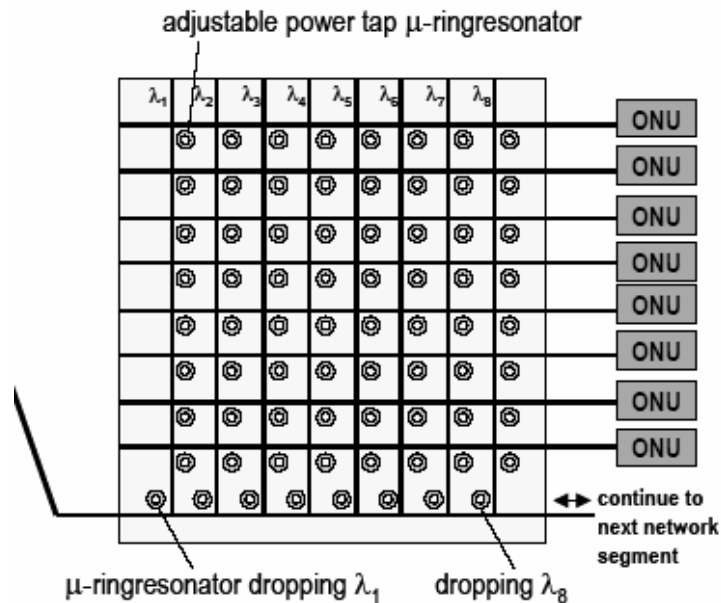 adjustable power tap μ-ringresonator
λ₁ λ₂ λ₃ λ₄ λ₅ λ₆ λ₇ λ₈
ONU
ONU
ONU
ONU
ONU
ONU
ONU
ONU
continue to
next network
segment
μ-ringresonator dropping λ₁
dropping λ₈